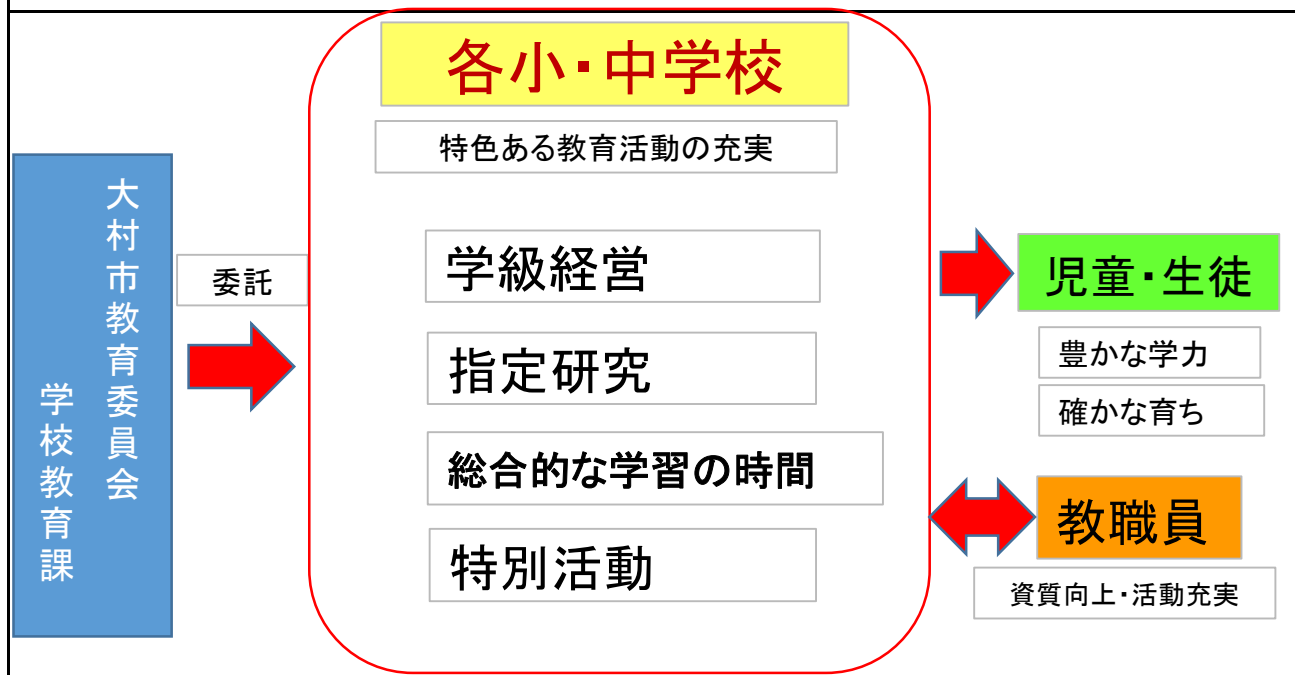 大村市教育委員会
学校教育課
委託
各小・中学校
特色ある教育活動の充実
学級経営
指定研究
総合的な学習の時間
特別活動
児童・生徒
豊かな学力
確かな育ち
教職員
資質向上・活動充実